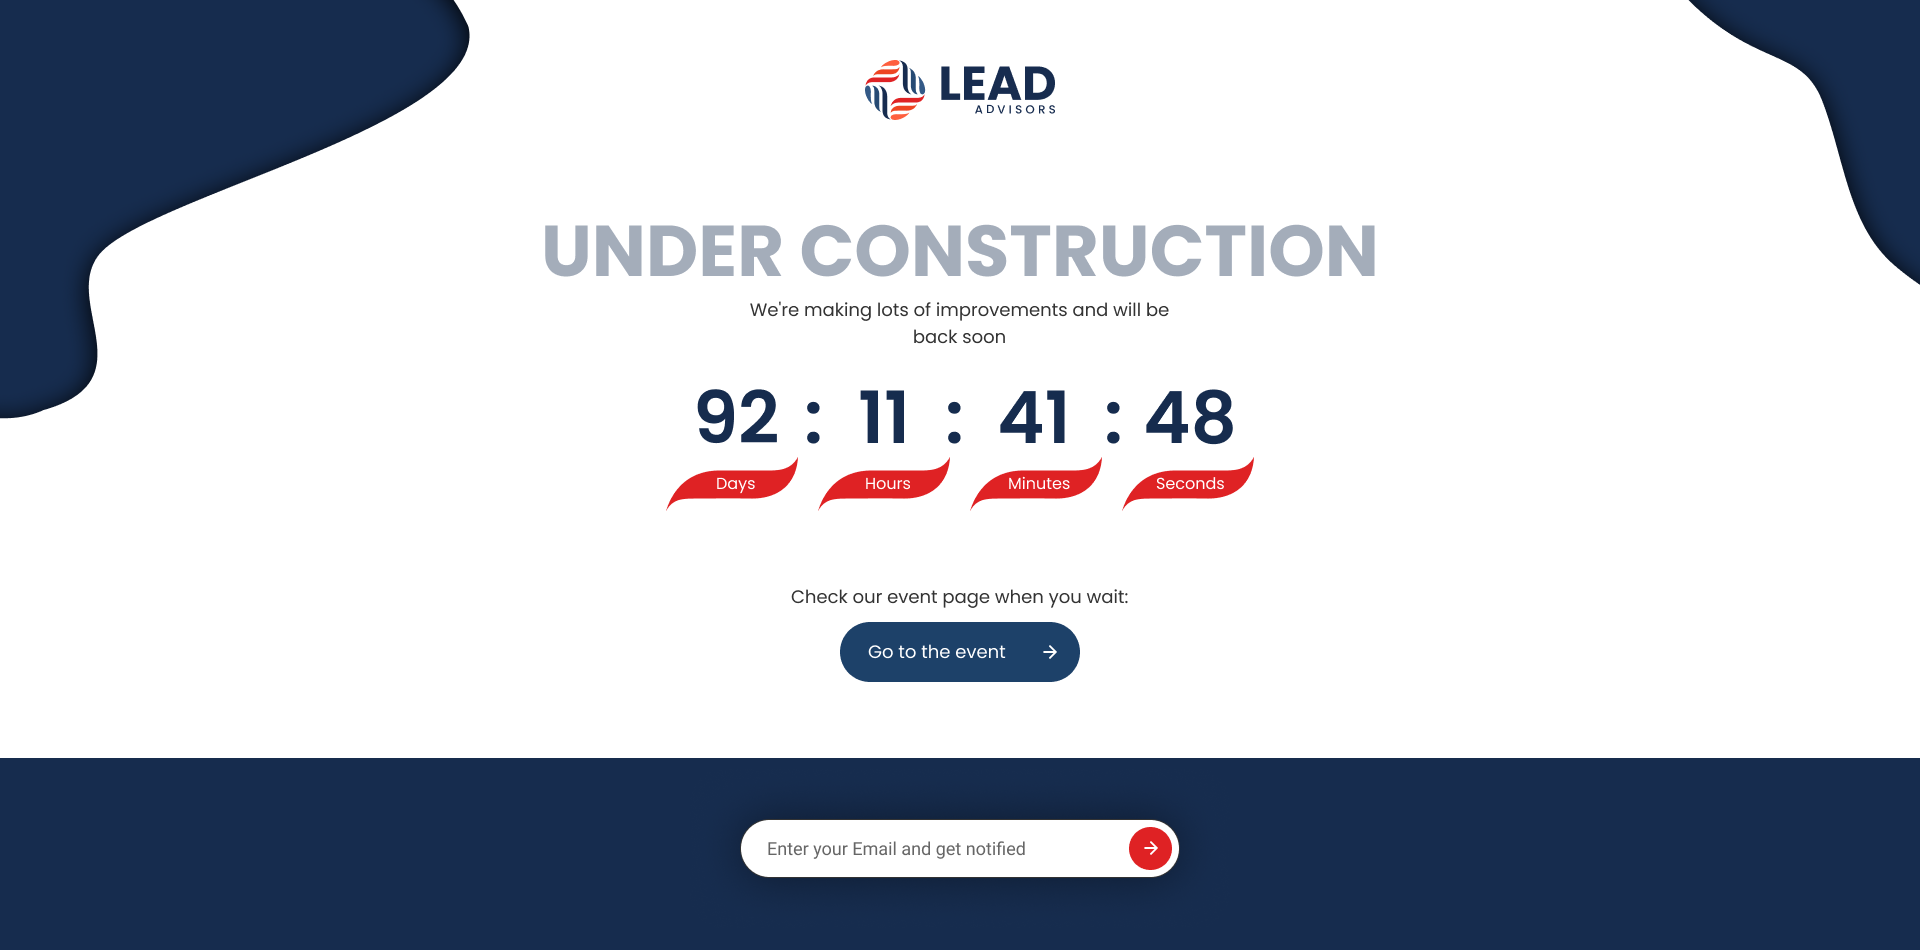 LEAD
ADVISORS
UNDER CONSTRUCTION
We're making lots of improvements and will be
back soon
92 : 11 : 41 : 48
Days Hours Minutes Seconds
Check our event page when you wait:
Go to the event
Enter your Email and get notified